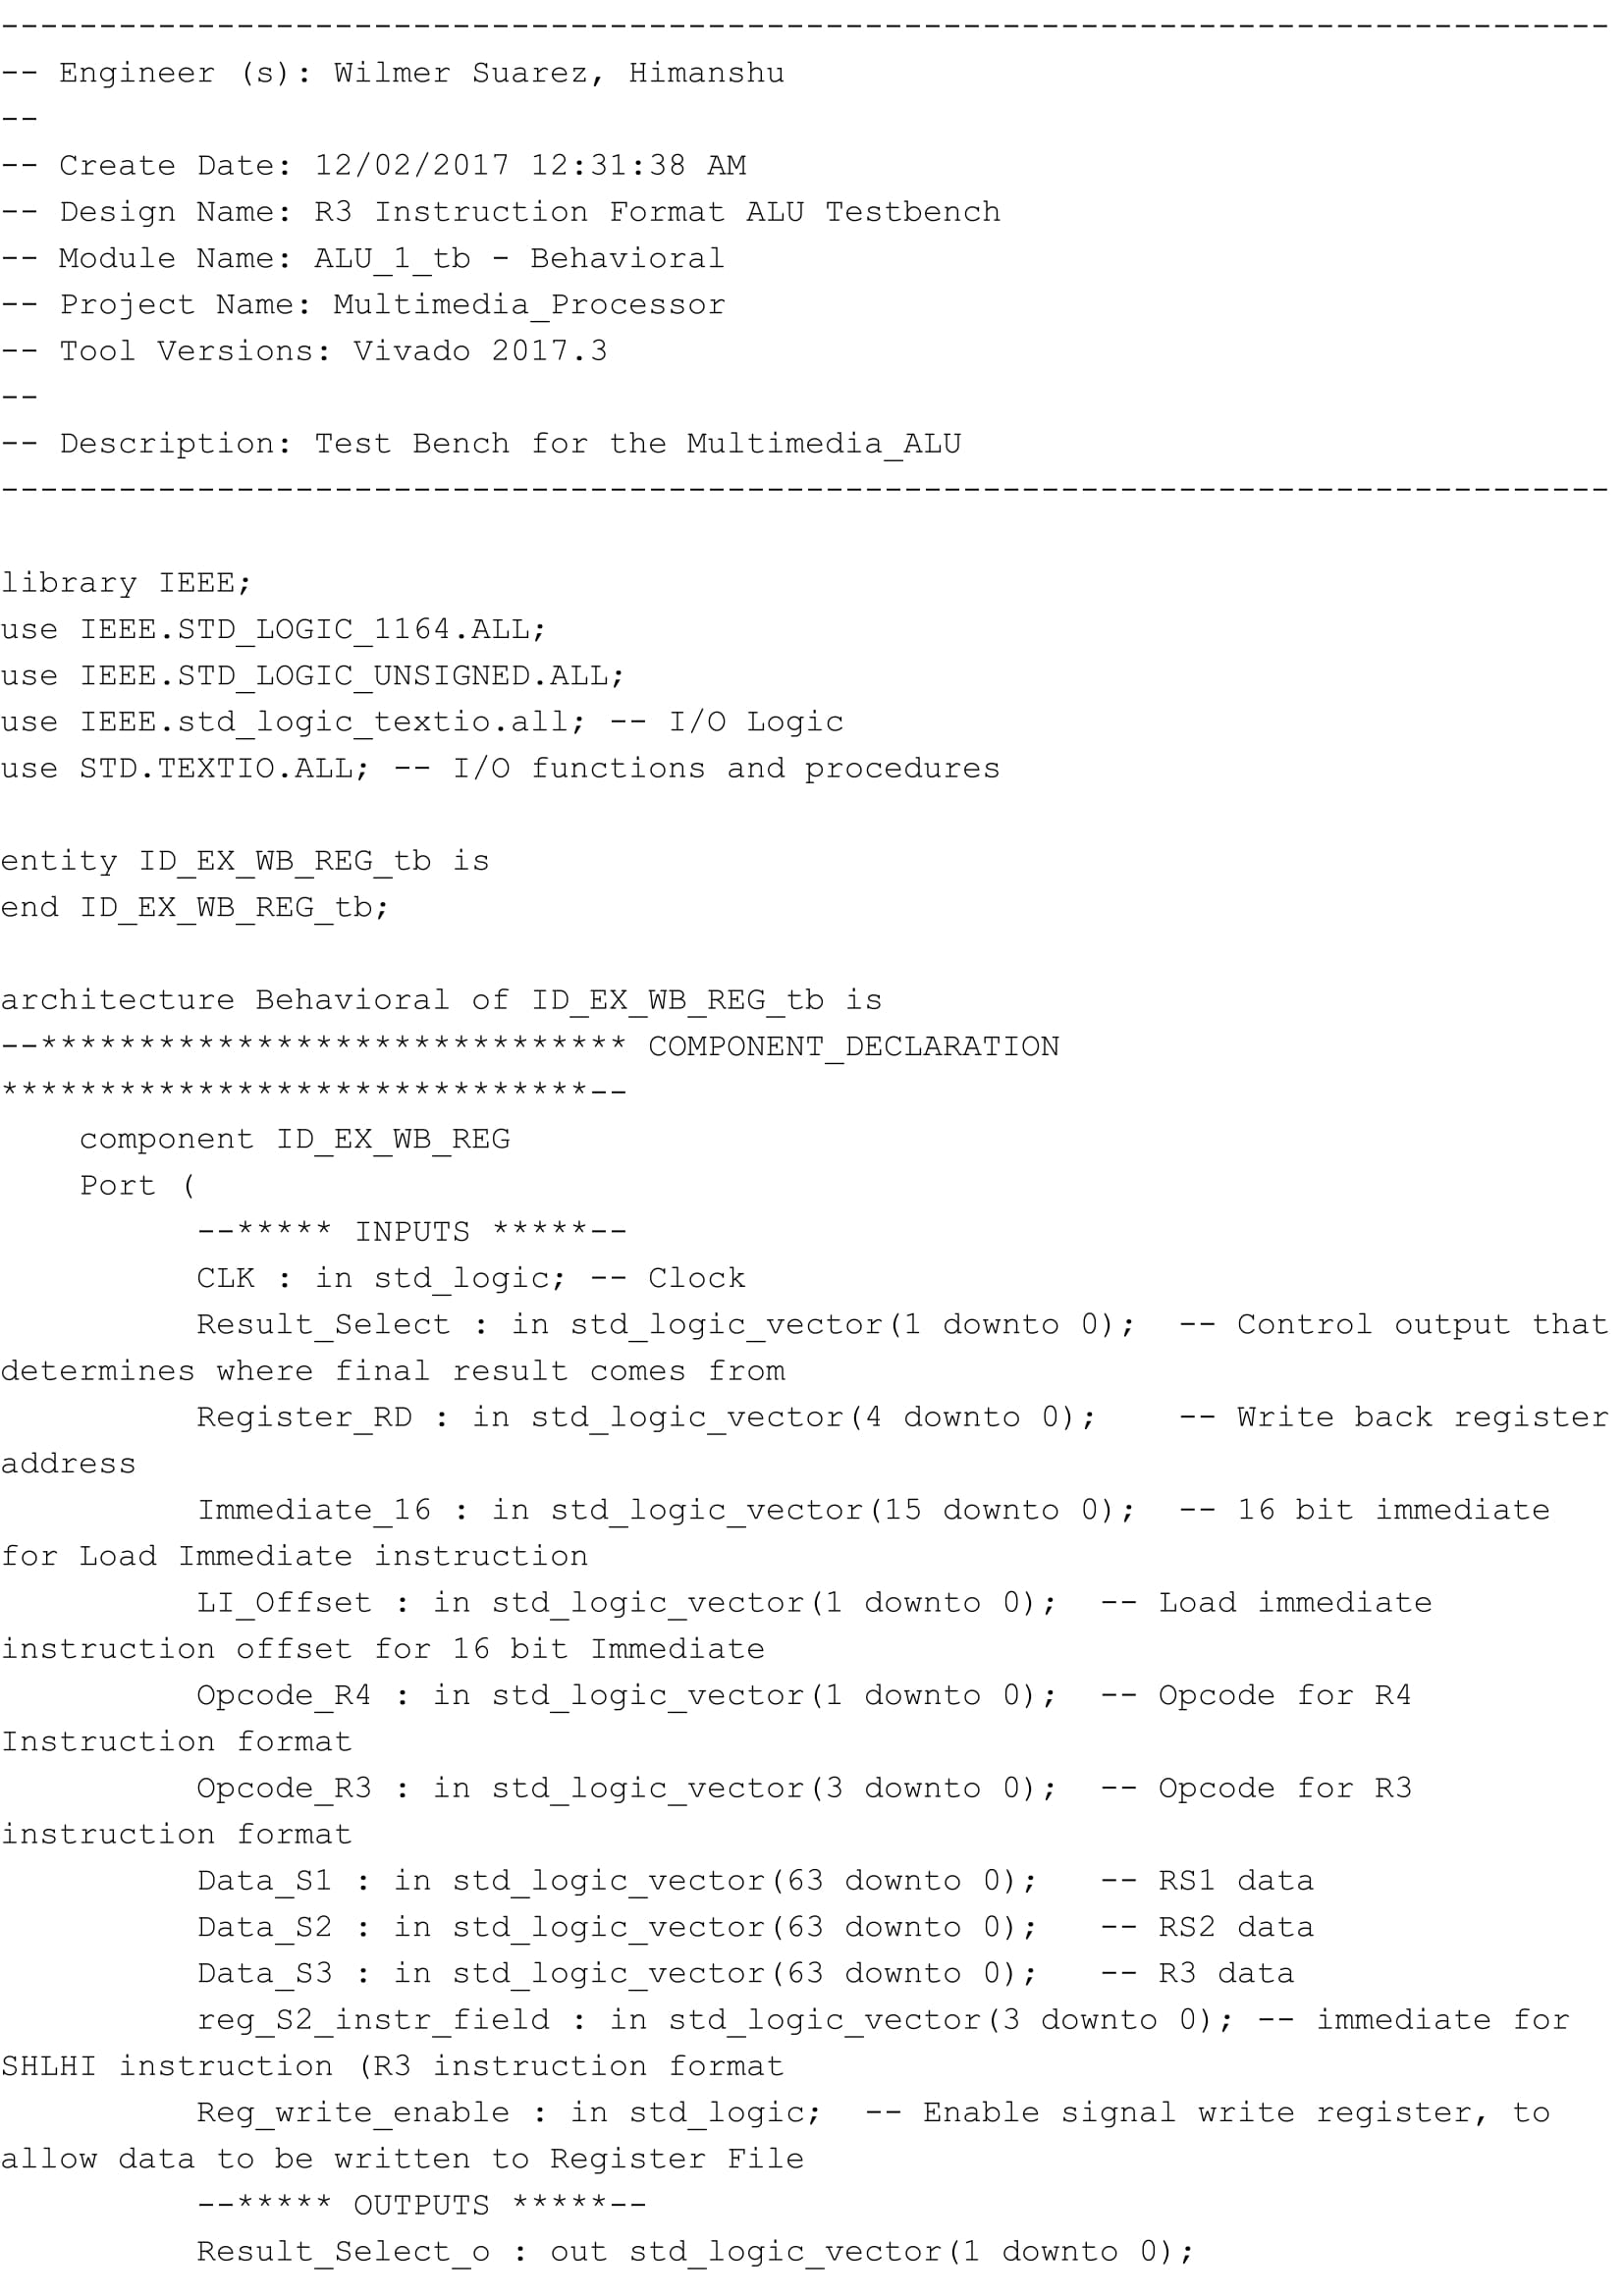 ----------------------------------------------------------------------------------
-- Engineer (s): Wilmer Suarez, Himanshu
--
-- Create Date: 12/02/2017 12:31:38 AM
-- Design Name: R3 Instruction Format ALU Testbench
-- Module Name: ALU_1_tb - Behavioral
-- Project Name: Multimedia_Processor
-- Tool Versions: Vivado 2017.3
--
-- Description: Test Bench for the Multimedia_ALU
----------------------------------------------------------------------------------

library IEEE;
use IEEE.STD_LOGIC_1164.ALL;
use IEEE.STD_LOGIC_UNSIGNED.ALL;
use IEEE.std_logic_textio.all; -- I/O Logic
use STD.TEXTIO.ALL; -- I/O functions and procedures

entity ID_EX_WB_REG_tb is
end ID_EX_WB_REG_tb;

architecture Behavioral of ID_EX_WB_REG_tb is
--****************************** COMPONENT_DECLARATION
******************************--
    component ID_EX_WB_REG
    Port (
          --***** INPUTS *****--
          CLK : in std_logic; -- Clock
          Result_Select : in std_logic_vector(1 downto 0);  -- Control output that
determines where final result comes from
          Register_RD : in std_logic_vector(4 downto 0);    -- Write back register
address
          Immediate_16 : in std_logic_vector(15 downto 0);  -- 16 bit immediate
for Load Immediate instruction
          LI_Offset : in std_logic_vector(1 downto 0);  -- Load immediate
instruction offset for 16 bit Immediate
          Opcode_R4 : in std_logic_vector(1 downto 0);  -- Opcode for R4
Instruction format
          Opcode_R3 : in std_logic_vector(3 downto 0);  -- Opcode for R3
instruction format
          Data_S1 : in std_logic_vector(63 downto 0);   -- RS1 data
          Data_S2 : in std_logic_vector(63 downto 0);   -- RS2 data
          Data_S3 : in std_logic_vector(63 downto 0);   -- R3 data
          reg_S2_instr_field : in std_logic_vector(3 downto 0); -- immediate for
SHLHI instruction (R3 instruction format
          Reg_write_enable : in std_logic;  -- Enable signal write register, to
allow data to be written to Register File
          --***** OUTPUTS *****--
          Result_Select_o : out std_logic_vector(1 downto 0);